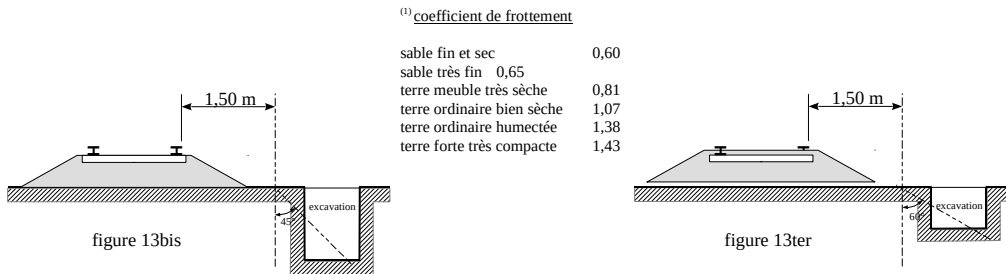 (1) coefficient de frottement
sable fin et sec 0,60
sable très fin 0,65
terre meuble très sèche 0,81
terre ordinaire bien sèche 1,07
terre ordinaire humectée 1,38
terre forte très compacte 1,43
1,50 m
excavation
45°
figure 13bis
1,50 m
excavation
60°
figure 13ter